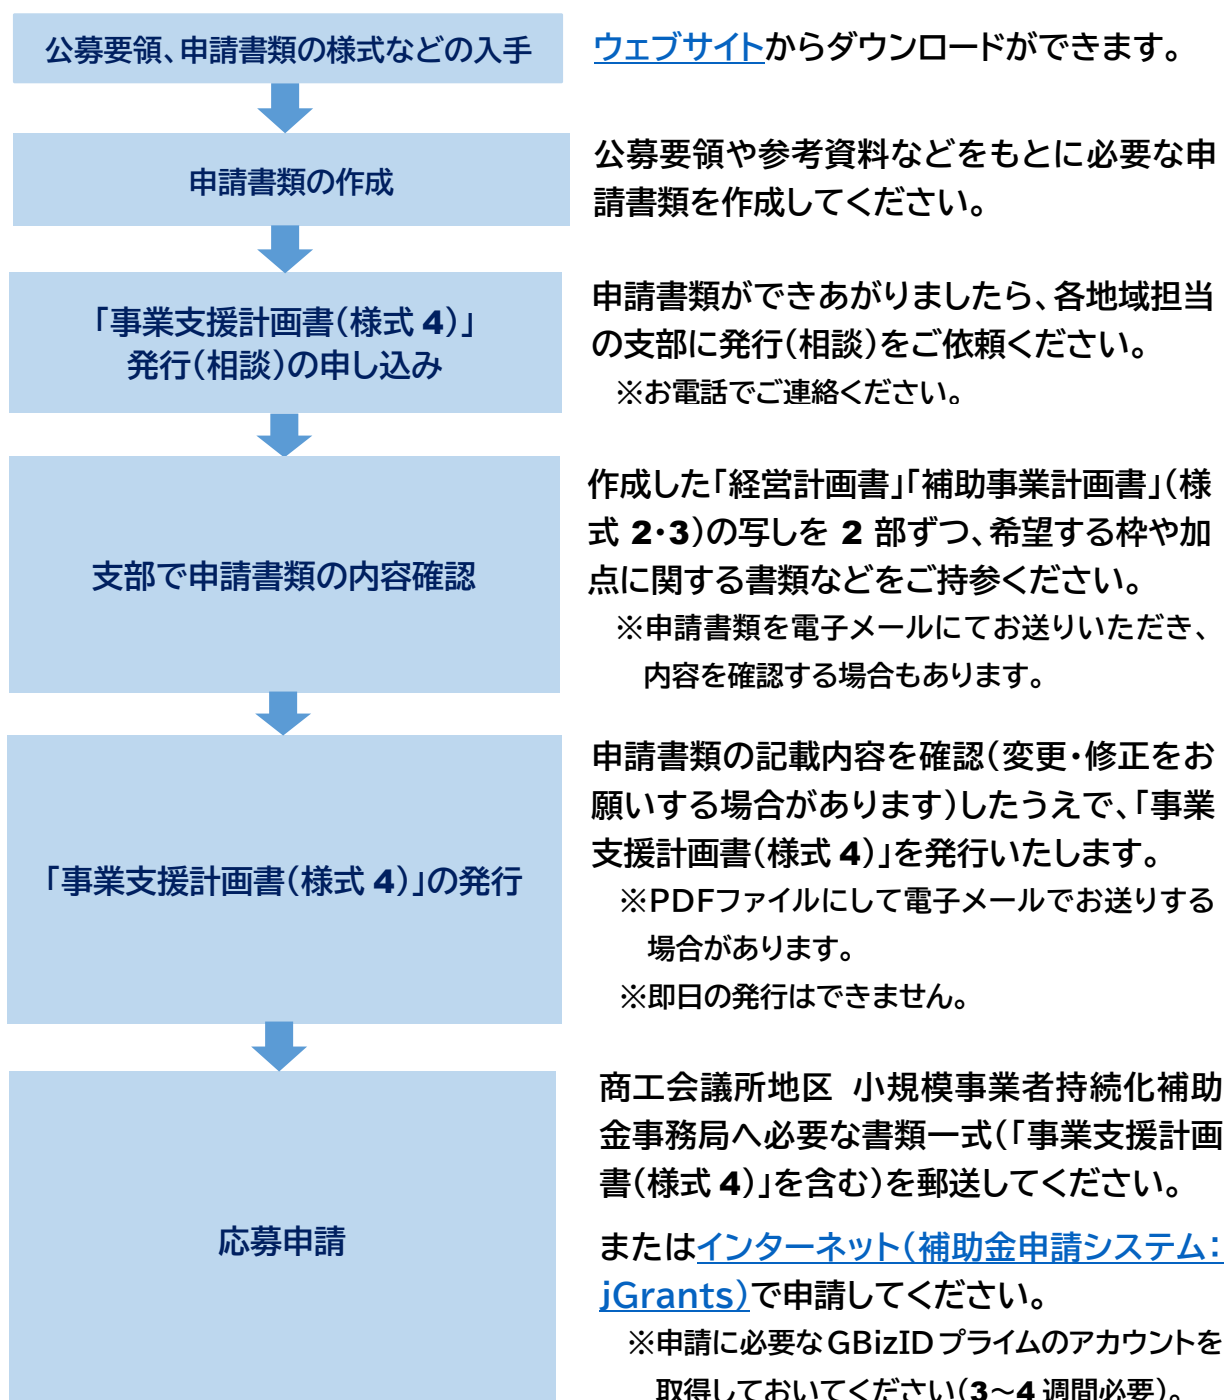 公募要領、申請書類の様式などの入手
ウェブサイトからダウンロードができます。
申請書類の作成
公募要領や参考資料などをもとに必要な申
請書類を作成してください。
「事業支援計画書(様式4)」
発行(相談)の申し込み
申請書類ができあがりましたら、各地域担当
の支部に発行(相談)をご依頼ください。
※お電話でご連絡ください。
支部で申請書類の内容確認
作成した「経営計画書」「補助事業計画書」(様
式 2・3)の写しを 2 部ずつ、希望する枠や加
点に関する書類などをご持参ください。
※申請書類を電子メールにてお送りいただき、
内容を確認する場合もあります。
「事業支援計画書(様式4)」の発行
申請書類の記載内容を確認(変更・修正をお
願いする場合があります)したうえで、「事業
支援計画書(様式4)」を発行いたします。
※PDFファイルにして電子メールでお送りする
場合があります。
※即日の発行はできません。
応募申請
商工会議所地区 小規模事業者持続化補助
金事務局へ必要な書類一式(「事業支援計画
書(様式4)」を含む)を郵送してください。
またはインターネット(補助金申請システム:
jGrants)で申請してください。
※申請に必要なGBizIDプライムのアカウントを
取得しておいてください(3~4週間必要)。